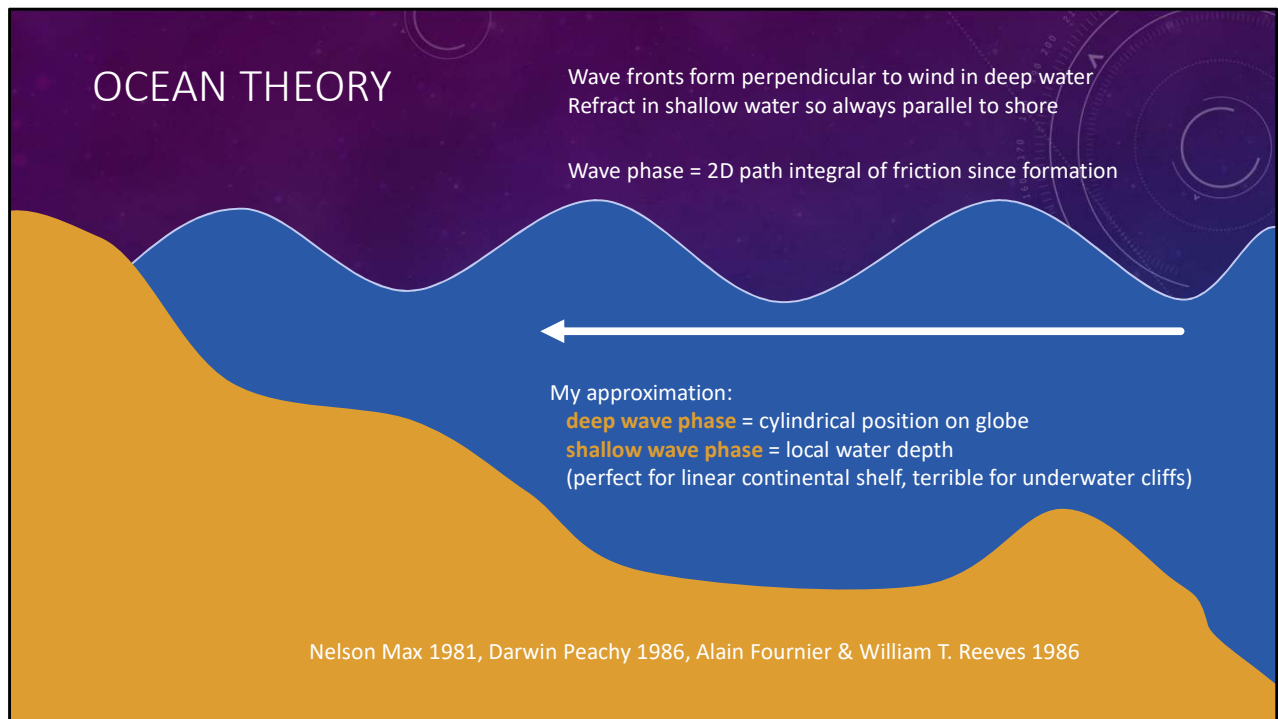 OCEAN THEORY
Wave fronts form perpendicular to wind in deep water
Refract in shallow water so always parallel to shore
Wave phase = 2D path integral of friction since formation
My approximation:
deep wave phase = cylindrical position on globe
shallow wave phase = local water depth
(perfect for linear continental shelf, terrible for underwater cliffs)
Nelson Max 1981, Darwin Peachy 1986, Alain Fournier & William T. Reeves 1986